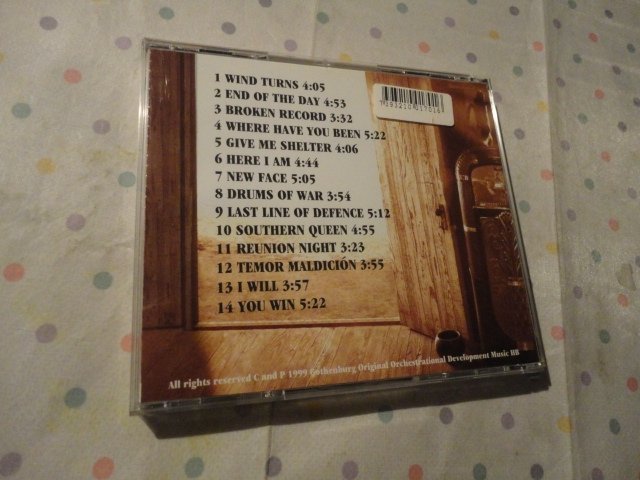 1 WIND TURNS 4:05
2 END OF THE DAY 4:53
3 BROKEN RECORD 3:32
4 WHERE HAVE YOU BEEN 5:22
5 GIVE ME SHELTER 4:06
6 HERE I AM 4:44
7 NEW FACE 5:05
8 DRUMS OF WAR 3:54
9 LAST LINE OF DEFENCE 5:12
10 SOUTHERN QUEEN 4:55
11 REUNION NIGHT 3:23
12 TEMOR MALDICIÓN 3:55
13 I WILL 3:57
14 YOU WIN 5:22
All rights reserved C and P 1999 Gothenburg Original Orchestrational Development Music HB